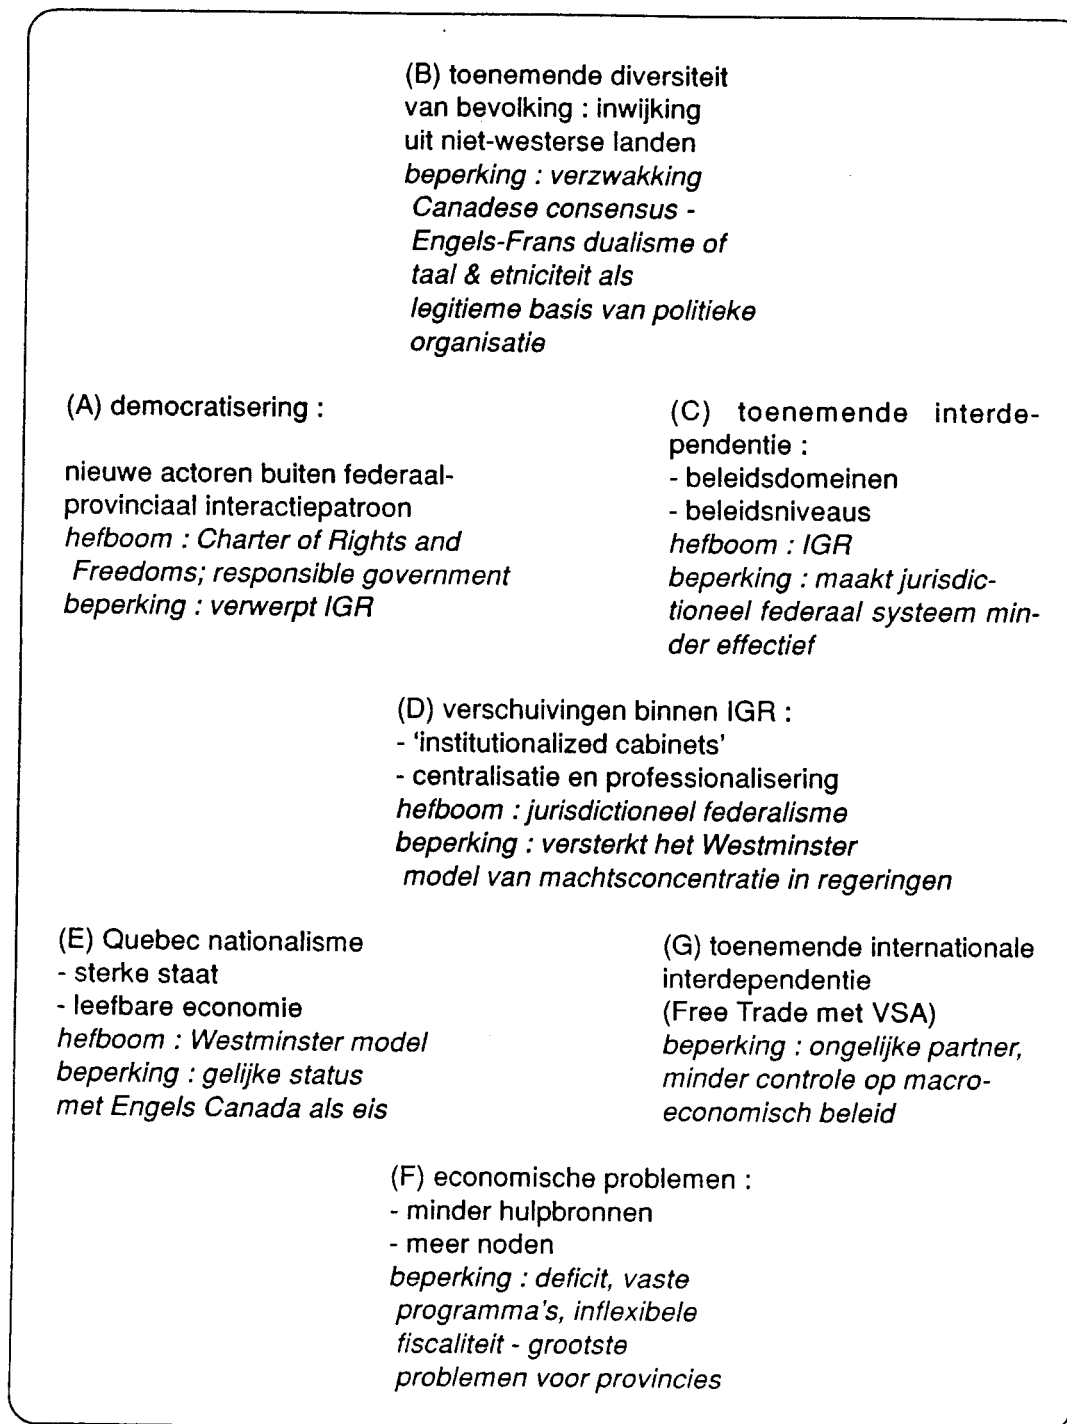 (B) toenemende diversiteit
van bevolking : inwijking
uit niet-westerse landen
beperking : verzwakking
Canadese consensus -
Engels-Frans dualisme of
taal & etniciteit als
legitieme basis van politieke
organisatie
(A) democratisering :
nieuwe actoren buiten federaal-
provinciaal interactiepatroon
hefboom : Charter of Rights and
Freedoms; responsible government
beperking : verwerpt IGR
(C) toenemende interde-
pendentie :
- beleidsdomeinen
- beleidsniveaus
hefboom : IGR
beperking : maakt jurisdic-
tioneel federaal systeem min-
der effectief
(D) verschuivingen binnen IGR :
- ‘institutionalized cabinets’
- centralisatie en professionalisering
hefboom : jurisdictioneel federalisme
beperking : versterkt het Westminster
model van machtsconcentratie in regeringen
(E) Quebec nationalisme
- sterke staat
- leefbare economie
hefboom : Westminster model
beperking : gelijke status
met Engels Canada als eis
(G) toenemende internationale
interdependentie
(Free Trade met VSA)
beperking : ongelijke partner,
minder controle op macro-
economisch beleid
(F) economische problemen :
- minder hulpbronnen
- meer noden
beperking : deficit, vaste
programma's, inflexibele
fiscaliteit - grootste
problemen voor provincies